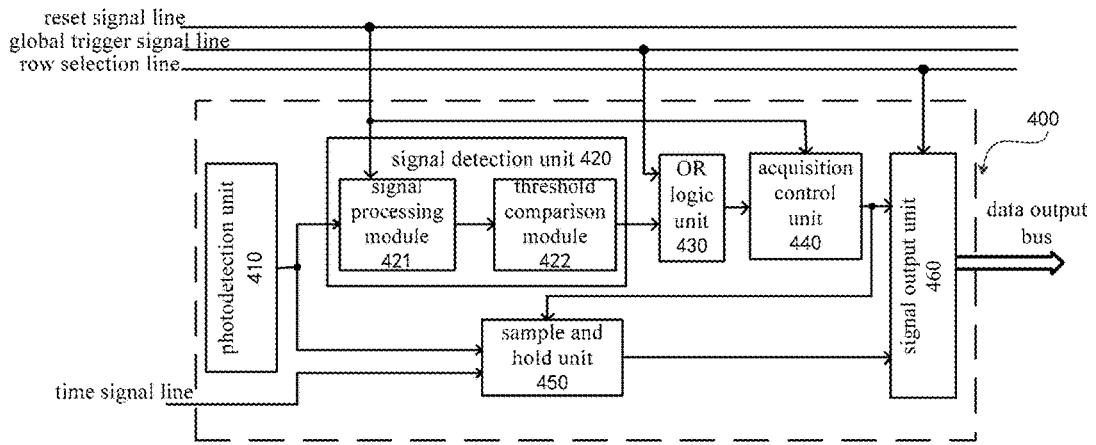 reset signal line
global trigger signal line
row selection line
400
signal detection unit 420
photodetection unit
410
signal
processing
module
421
threshold
comparison
module
422
OR
logic
unit
430
acquisition
control
unit
440
signal output unit
460
data output
bus
sample and
hold unit
450
time signal line